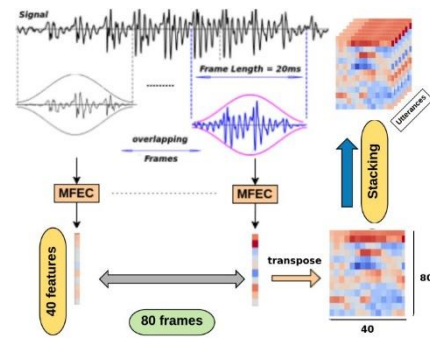 Signal
Frame Length = 20ms
overlapping
Frames
MFEC
MFEC
40 features
80 frames
transpose
80
40
Stacking
Utterances